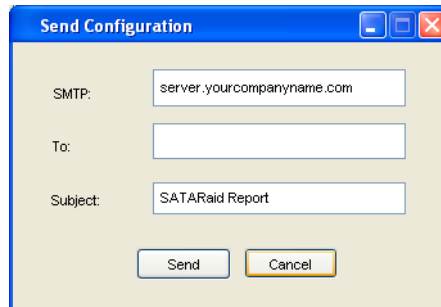 Send Configuration
SMTP: server.yourcompanyname.com
To:
Subject: SATARaid Report
Send Cancel